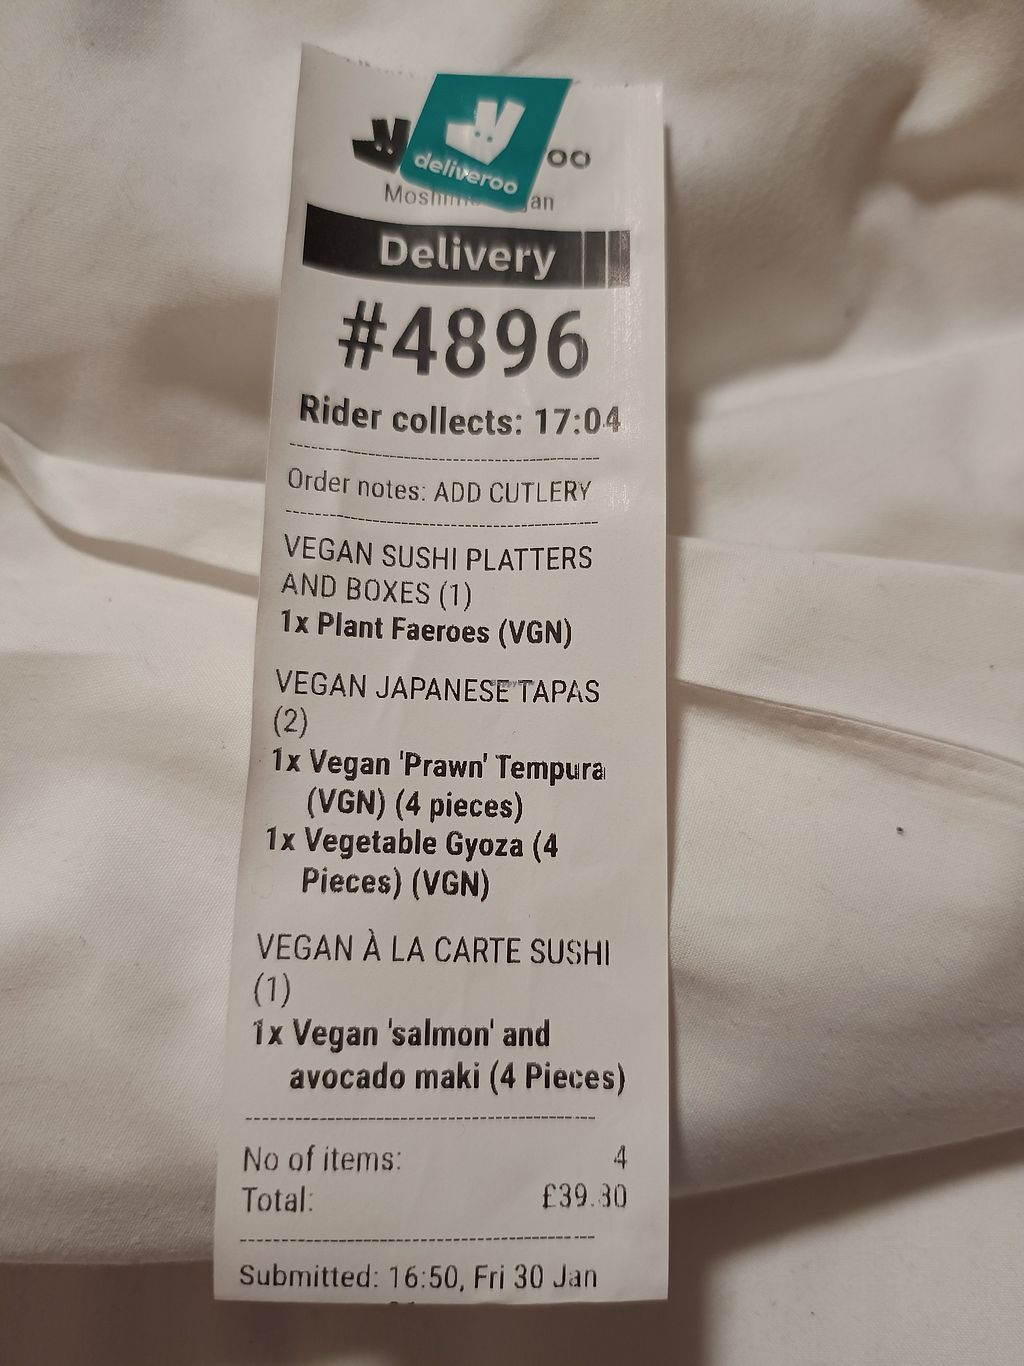 deliveroo
oo
an
Delivery
#4896
Rider collects: 17:04
Order notes: ADD CUTLERY
VEGAN SUSHI PLATTERS
AND BOXES (1)
1x Plant Faeroes (VGN)
VEGAN JAPANESE TAPAS
(2)
1x Vegan 'Prawn' Tempura
(VGN) (4 pieces)
1x Vegetable Gyoza (4
Pieces) (VGN)
VEGAN À LA CARTE SUSHI
(1)
1x Vegan 'salmon' and
avocado maki (4 Pieces)
No of items: 4
Total:
Submitted: 16:50, Fri 30 Jan